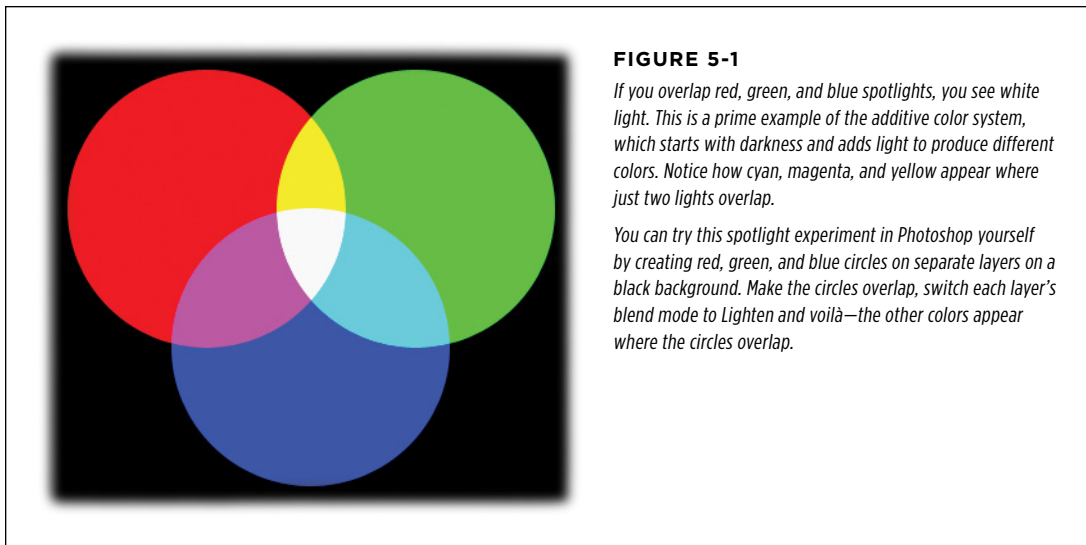 FIGURE 5-1
If you overlap red, green, and blue spotlights, you see white
light. This is a prime example of the additive color system,
which starts with darkness and adds light to produce different
colors. Notice how cyan, magenta, and yellow appear where
just two lights overlap.
You can try this spotlight experiment in Photoshop yourself
by creating red, green, and blue circles on separate layers on a
black background. Make the circles overlap, switch each layer’s
blend mode to Lighten and voilà—the other colors appear
where the circles overlap.